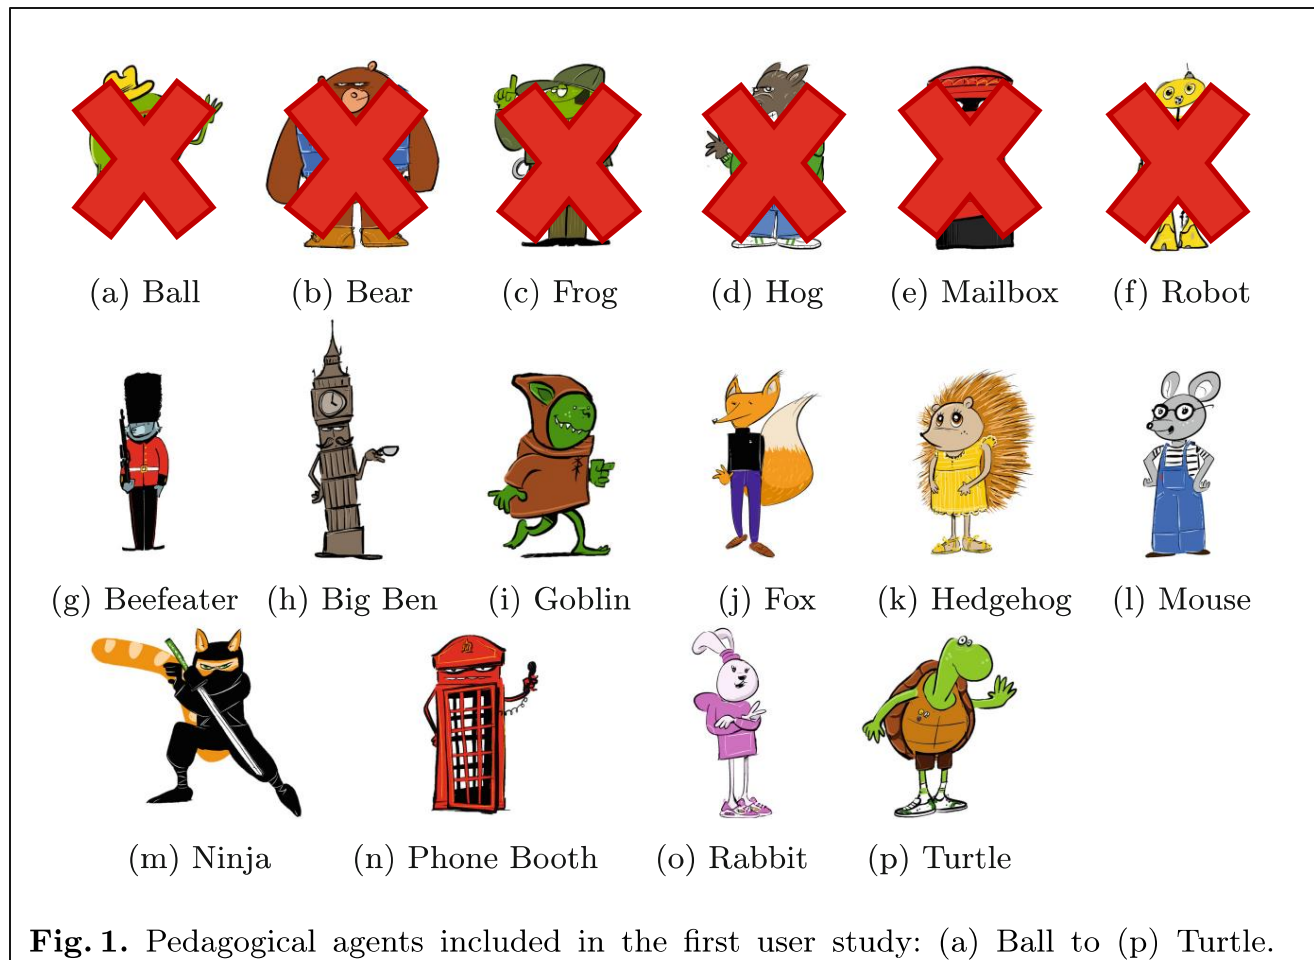 (a) Ball (b) Bear (c) Frog (d) Hog (e) Mailbox (f) Robot
(g) Beefeater (h) Big Ben (i) Goblin (j) Fox (k) Hedgehog (l) Mouse
(m) Ninja (n) Phone Booth (o) Rabbit (p) Turtle
Fig. 1. Pedagogical agents included in the first user study: (a) Ball to (p) Turtle.